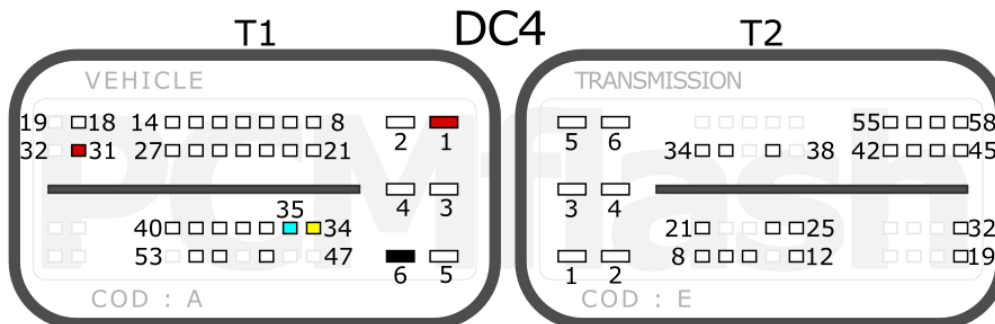 DC4
T1
T2
VEHICLE
TRANSMISSION
19 18 14 8 2 1 5 6 55 58
32 31 27 21 34 38 42 45
4 3 3 4
35
40 34 21 25 32
53 47 6 5 8 12 1 2 19
COD : A
COD : E
PCMflash